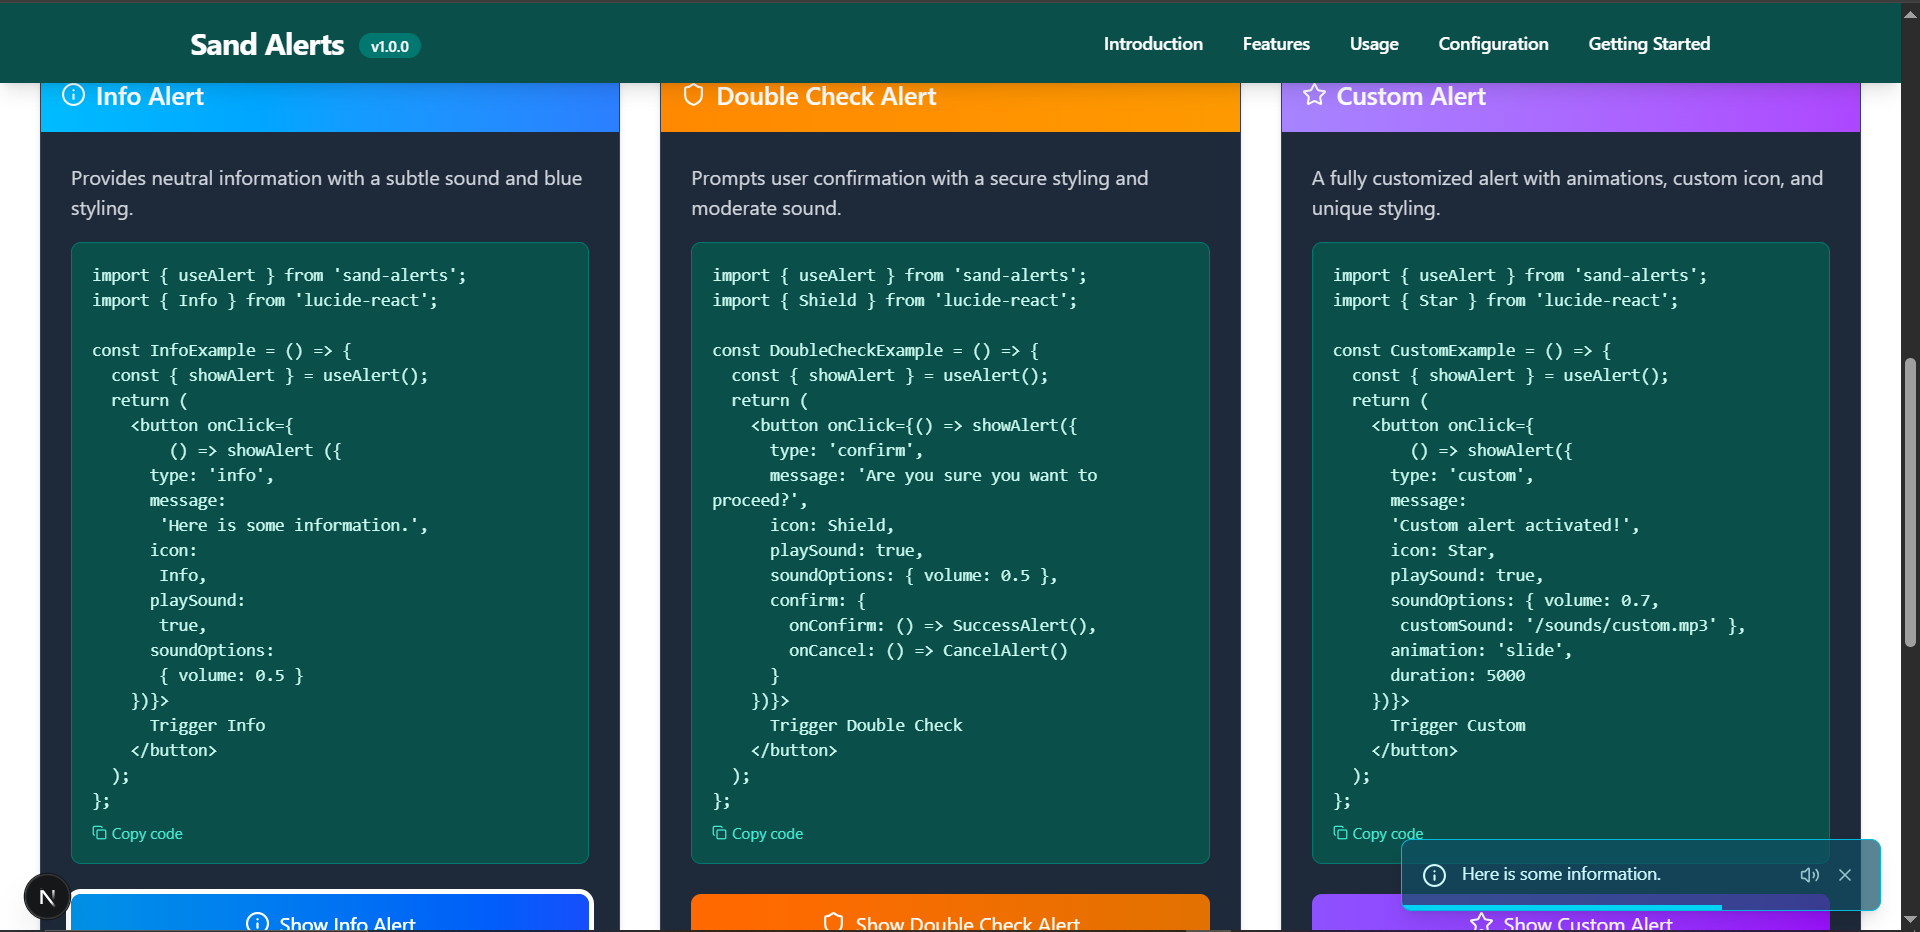 Sand Alerts v1.0.0 Introduction Features Usage Configuration Getting Started
Info Alert
Provides neutral information with a subtle sound and blue
styling.
import { useAlert } from 'sand-alerts';
import { Info } from 'lucide-react';
const InfoExample = () => {
const { showAlert } = useAlert();
return (
<button onClick={
() => showAlert ({
type: 'info',
message:
'Here is some information.',
icon:
Info,
playSound:
true,
soundOptions:
{ volume: 0.5 }
})}>
Trigger Info
</button>
);
};
Copy code
Show Info Alert
Double Check Alert
Prompts user confirmation with a secure styling and
moderate sound.
import { useAlert } from 'sand-alerts';
import { Shield } from 'lucide-react';
const DoubleCheckExample = () => {
const { showAlert } = useAlert();
return (
<button onClick={() => showAlert({
type: 'confirm',
message: 'Are you sure you want to
proceed?',
icon: Shield,
playSound: true,
soundOptions: { volume: 0.5 },
confirm: {
onConfirm: () => SuccessAlert(),
onCancel: () => CancelAlert()
}
})}>
Trigger Double Check
</button>
);
};
Copy code
Show Double Check Alert
Custom Alert
A fully customized alert with animations, custom icon, and
unique styling.
import { useAlert } from 'sand-alerts';
import { Star } from 'lucide-react';
const CustomExample = () => {
const { showAlert } = useAlert();
return (
<button onClick={
() => showAlert({
type: 'custom',
message:
'Custom alert activated!',
icon: Star,
playSound: true,
soundOptions: { volume: 0.7,
customSound: '/sounds/custom.mp3' },
animation: 'slide',
duration: 5000
})}>
Trigger Custom
</button>
);
};
Copy code
Show Custom Alert
Here is some information.
N